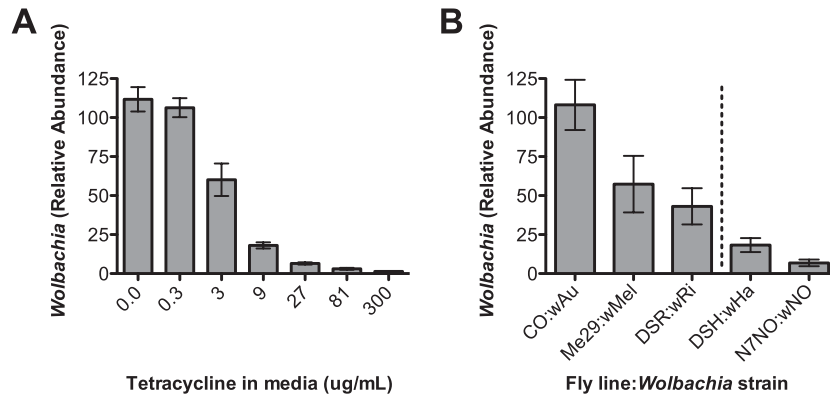 A
Wolbachia (Relative Abundance)
125
100
75
50
25
0
0.0
0.3
3
9
27
81
300
Tetracycline in media (ug/mL)
B
Wolbachia (Relative Abundance)
125
100
75
50
25
0
CO:wAu
Me29:wMel
DSR:wRi
DSH:wHa
N7NO:wNO
Fly line:Wolbachia strain